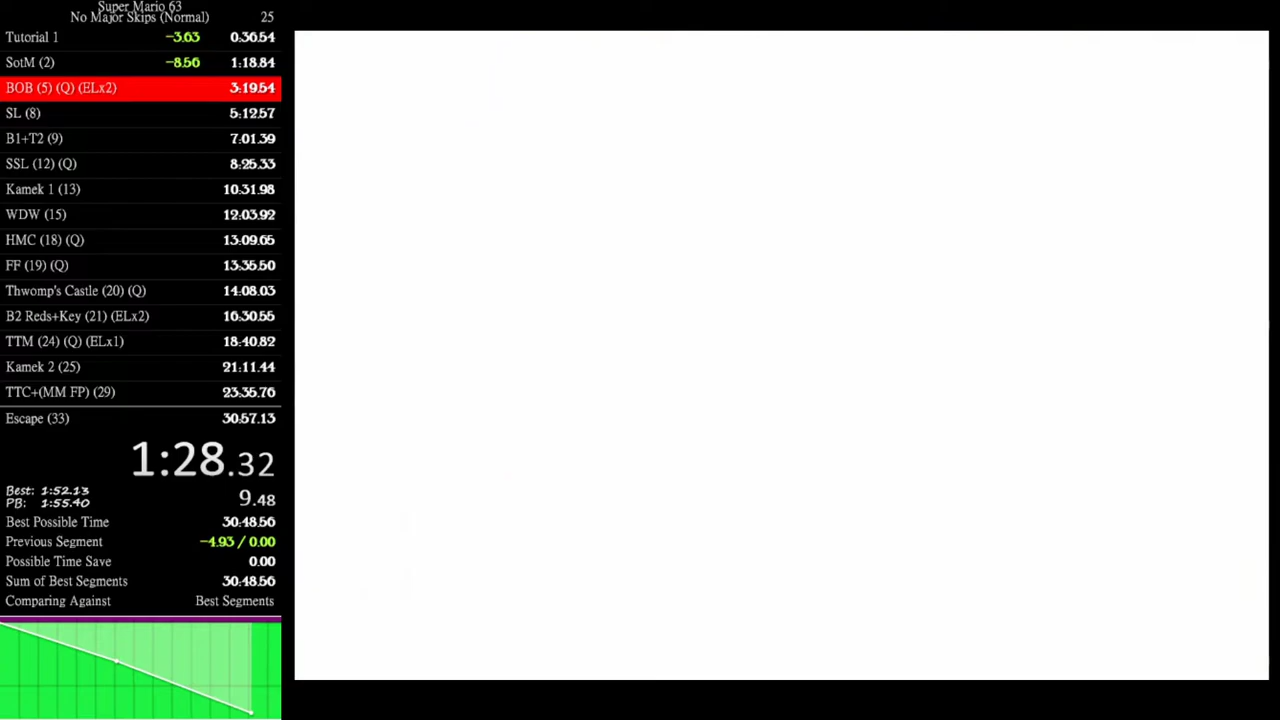 Super Mario 63
No Major Skips (Normal) 25
Tutorial 1 -3.63 0:36.54
SotM (2) -8.56 1:18.84
BOB (5) (Q) (ELx2) 3:19.54
SL (8) 5:12.57
B1+T2 (9) 7:01.39
SSL (12) (Q) 8:25.33
Kamek 1 (13) 10:31.98
WDW (15) 12:03.92
HMC (18) (Q) 13:09.65
FF (19) (Q) 13:35.50
Thwomp's Castle (20) (Q) 14:08.03
B2 Reds+Key (21) (ELx2) 16:30.55
TTM (24) (Q) (ELx1) 18:40.82
Kamek 2 (25) 21:11.44
TTC+(MM FP) (29) 23:35.76
Escape (33) 30:57.13
1:28.32
Best: 1:52.13 9.48
PB: 1:55.40
Best Possible Time 30:48.56
Previous Segment -4.93 / 0.00
Possible Time Save 0.00
Sum of Best Segments 30:48.56
Comparing Against Best Segments